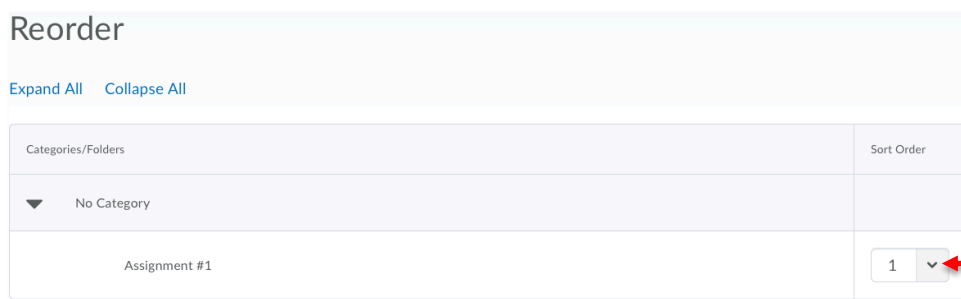 Reorder
Expand All Collapse All
Categories/Folders Sort Order
No Category
Assignment #1 1